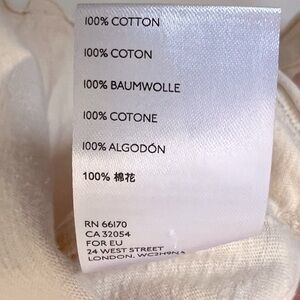 100% COTTON
100% COTON
100% BAUMWOLLE
100% COTONE
100% ALGODÓN
100% 棉花
RN 66170
CA 32054
FOR EU
24 WEST STREET
LONDON, WC2H9NA